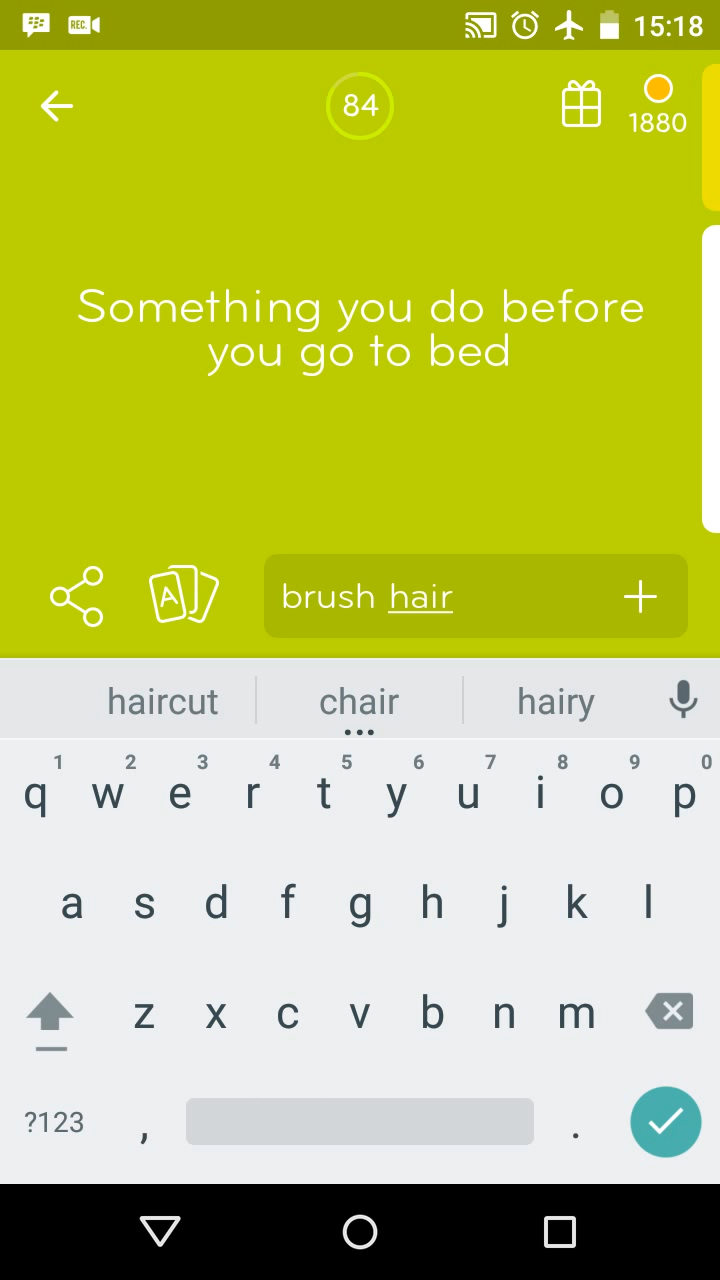 REC.
15:18
84
1880
Something you do before
you go to bed
A
brush hair
haircut chair hairy
1 2 3 4 5 6 7 8 9 0
q w e r t y u i o p
a s d f g h j k l
z x c v b n m
?123 , .